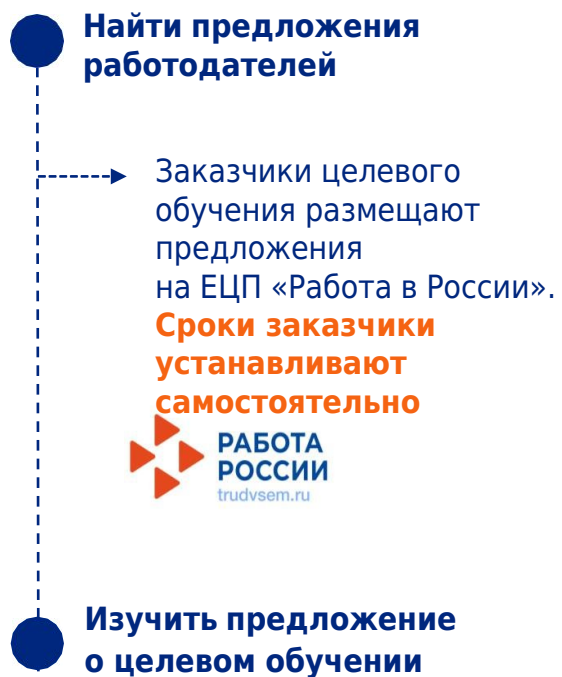 Найти предложения
работодателей
Заказчики целевого
обучения размещают
предложения
на ЕЦП «Работа в России».
Сроки заказчики
устанавливают
самостоятельно
РАБОТА
РОССИИ
trudvsem.ru
Изучить предложение
о целевом обучении